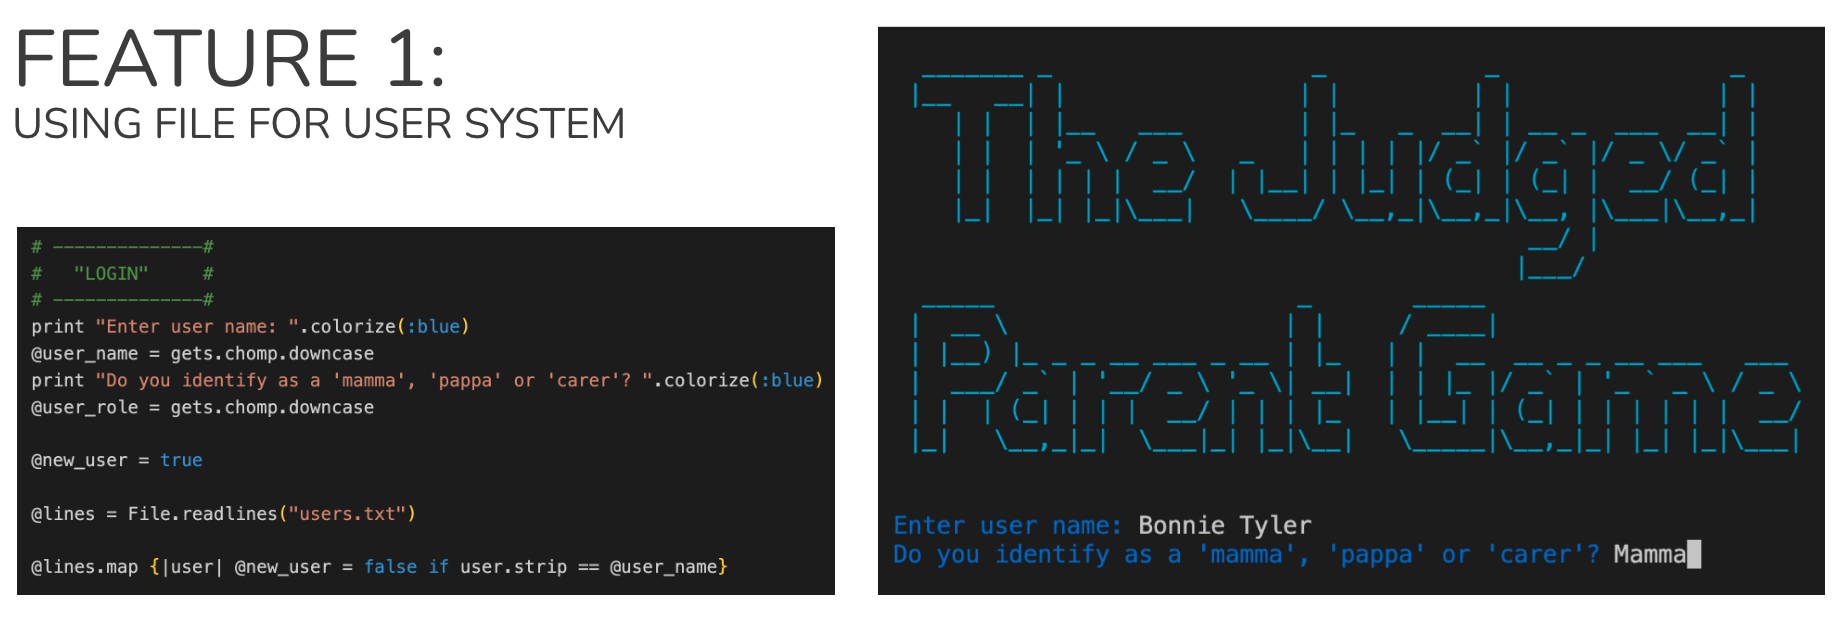 FEATURE 1:
USING FILE FOR USER SYSTEM
# --------------#
#   "LOGIN"     #
# --------------#
print "Enter user name: ".colorize(:blue)
@user_name = gets.chomp.downcase
print "Do you identify as a 'mamma', 'pappa' or 'carer'? ".colorize(:blue)
@user_role = gets.chomp.downcase
@new_user = true
@lines = File.readlines("users.txt")
@lines.map {|user| @new_user = false if user.strip == @user_name}
The Judged
Parent Game
Enter user name: Bonnie Tyler
Do you identify as a 'mamma', 'pappa' or 'carer'? Mamma